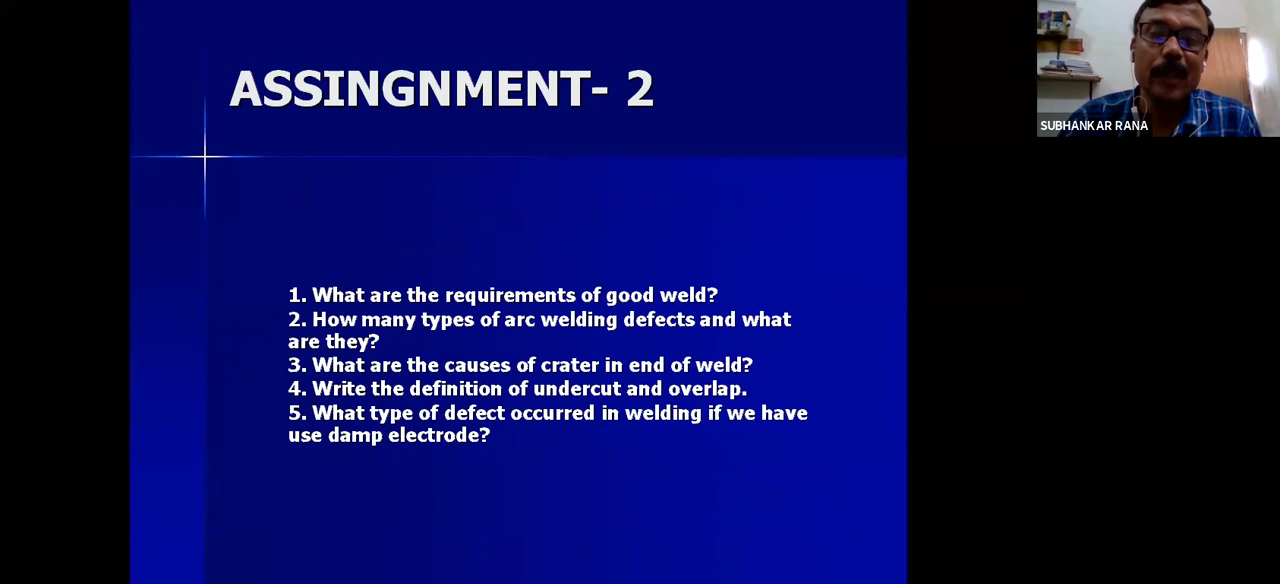 ASSINGNMENT- 2
SUBHANKAR RANA
1. What are the requirements of good weld?
2. How many types of arc welding defects and what
are they?
3. What are the causes of crater in end of weld?
4. Write the definition of undercut and overlap.
5. What type of defect occurred in welding if we have
use damp electrode?